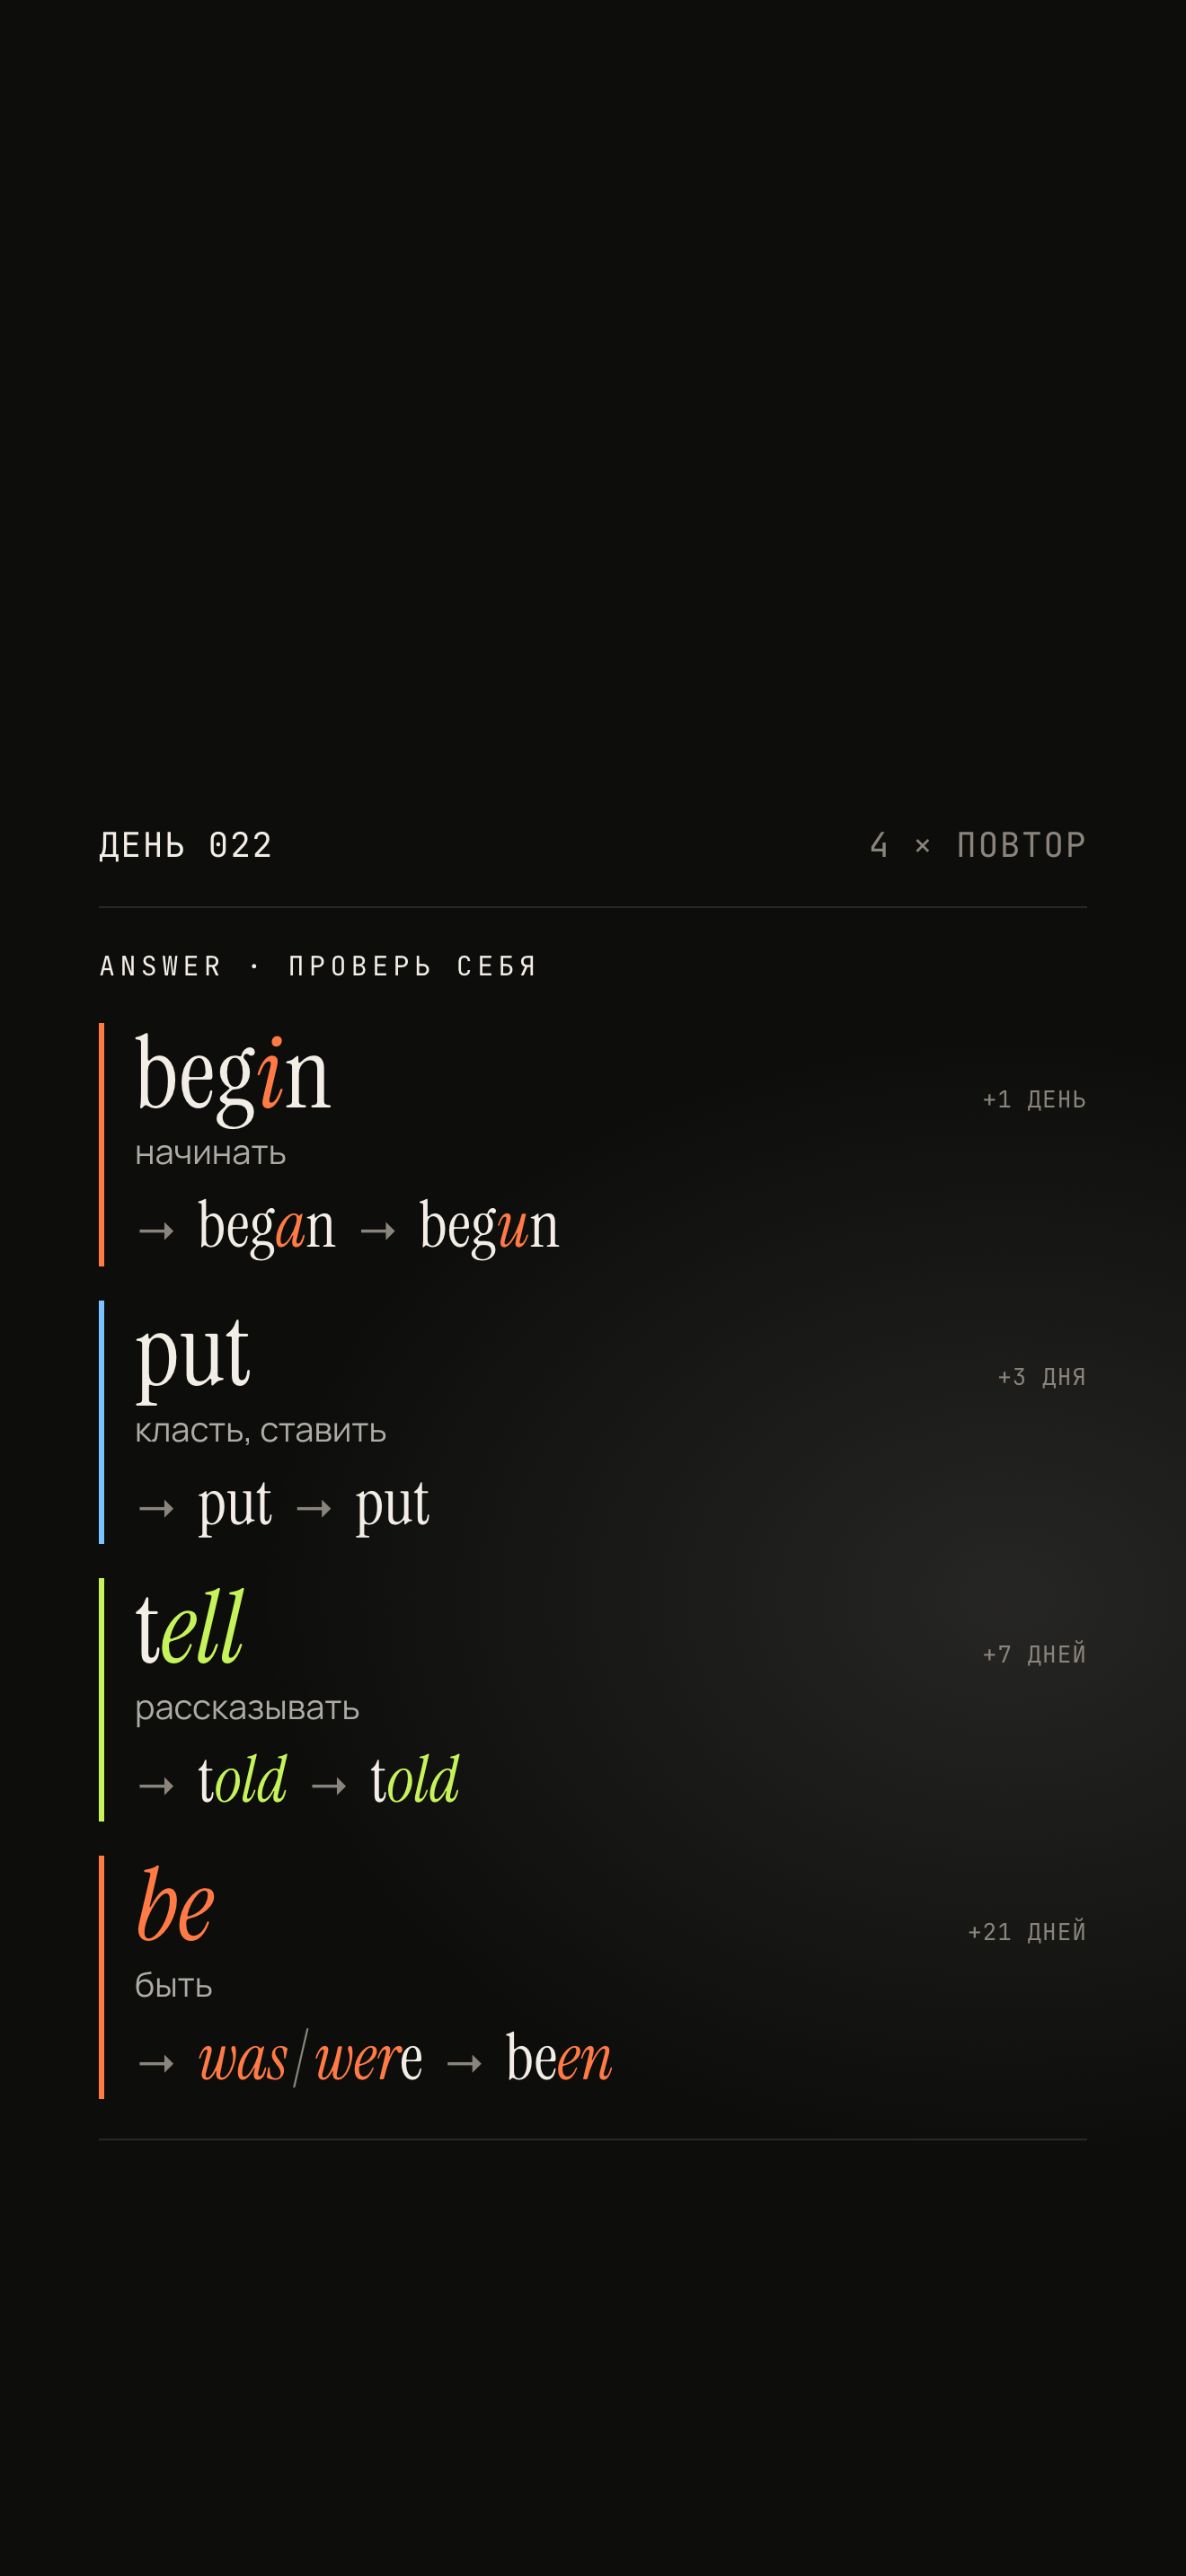 ДЕНЬ 022
4 × ПОВТОР
ANSWER · ПРОВЕРЬ СЕБЯ
begin
+1 ДЕНЬ
начинать
→ began → begun
put
+3 ДНЯ
класть, ставить
→ put → put
tell
+7 ДНЕЙ
рассказывать
→ told → told
be
+21 ДНЕЙ
быть
→ was/were → been